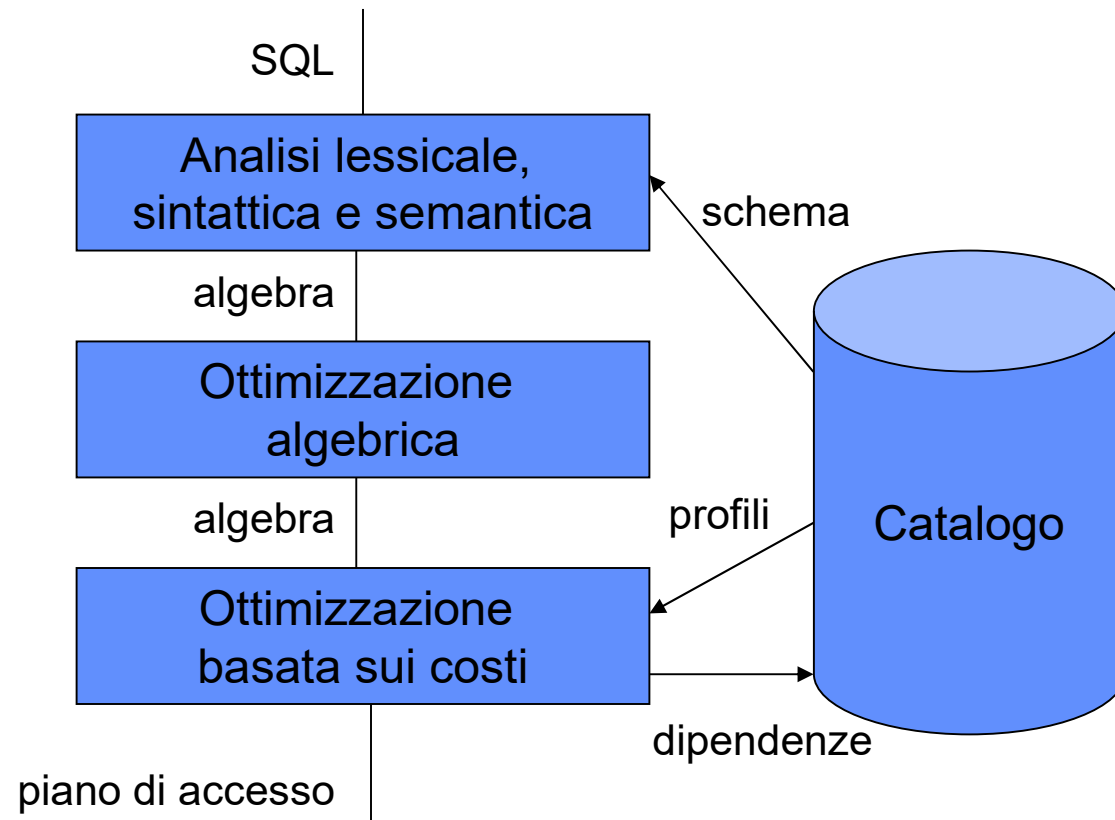 SQL
Analisi lessicale,
sintattica e semantica
schema
algebra
Ottimizzazione
algebrica
algebra
profili
Catalogo
Ottimizzazione
basata sui costi
dipendenze
piano di accesso